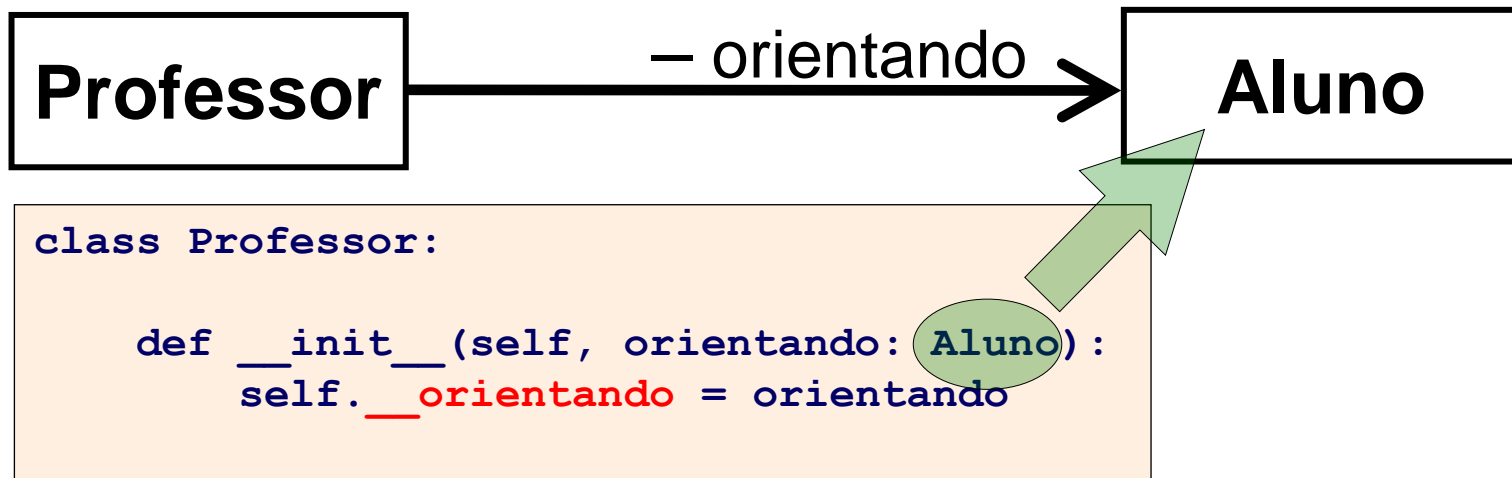 – orientando
Professor
Aluno
class Professor:
def __init__(self, orientando: Aluno):
self.__orientando = orientando